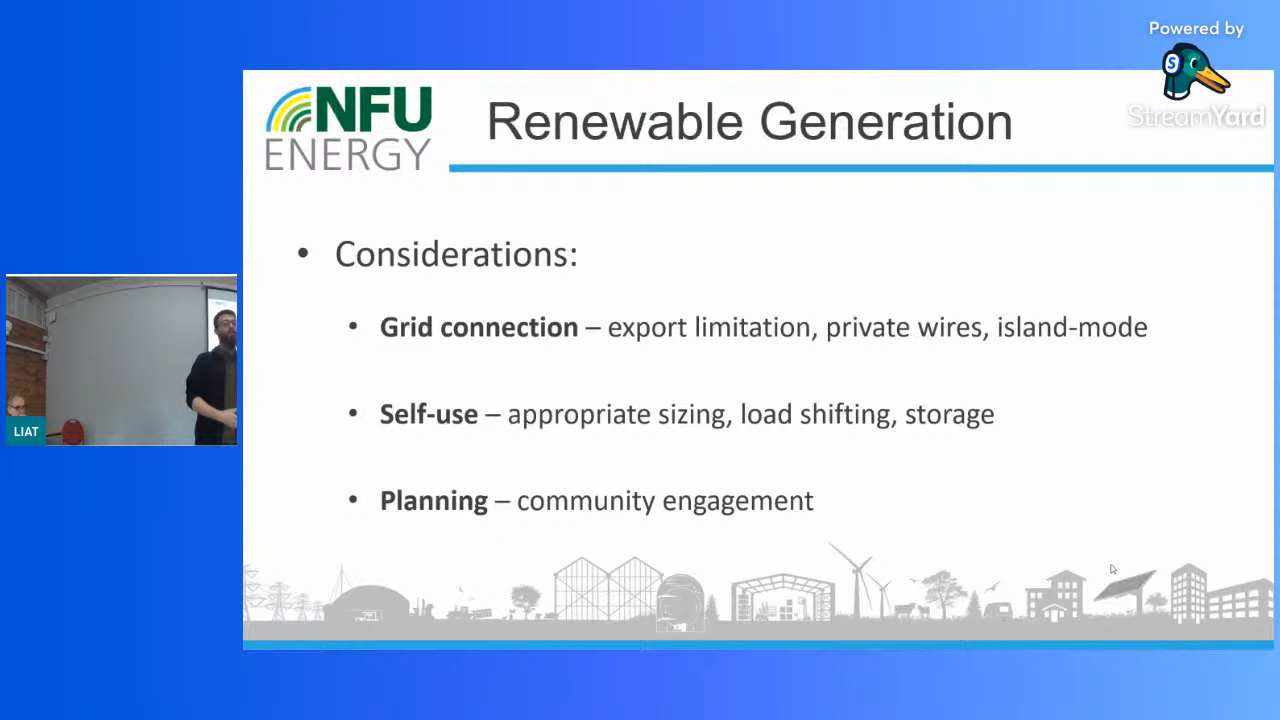 Powered by
StreamYard
NFU
ENERGY
Renewable Generation
• Considerations:
• Grid connection – export limitation, private wires, island-mode
• Self-use – appropriate sizing, load shifting, storage
• Planning – community engagement
LIAT